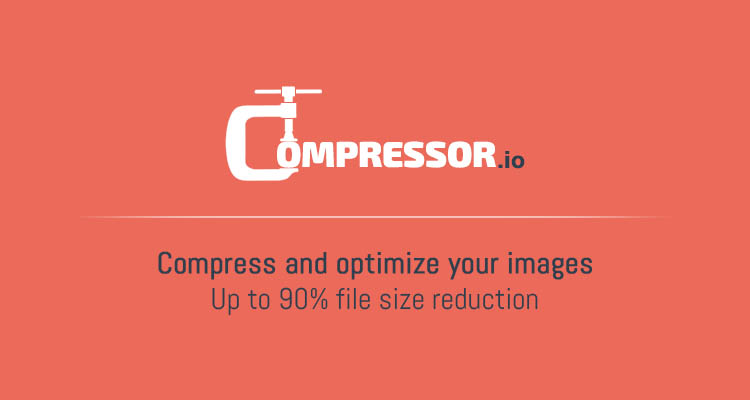 COMPRESSOR.io
Compress and optimize your images
Up to 90% file size reduction